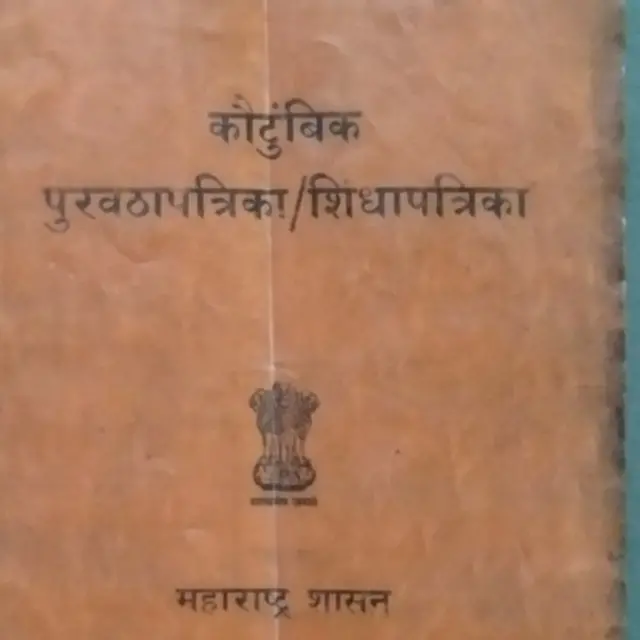 कौटुंबिक
पुरवठापत्रिका/शिधापत्रिका
महाराष्ट्र शासन